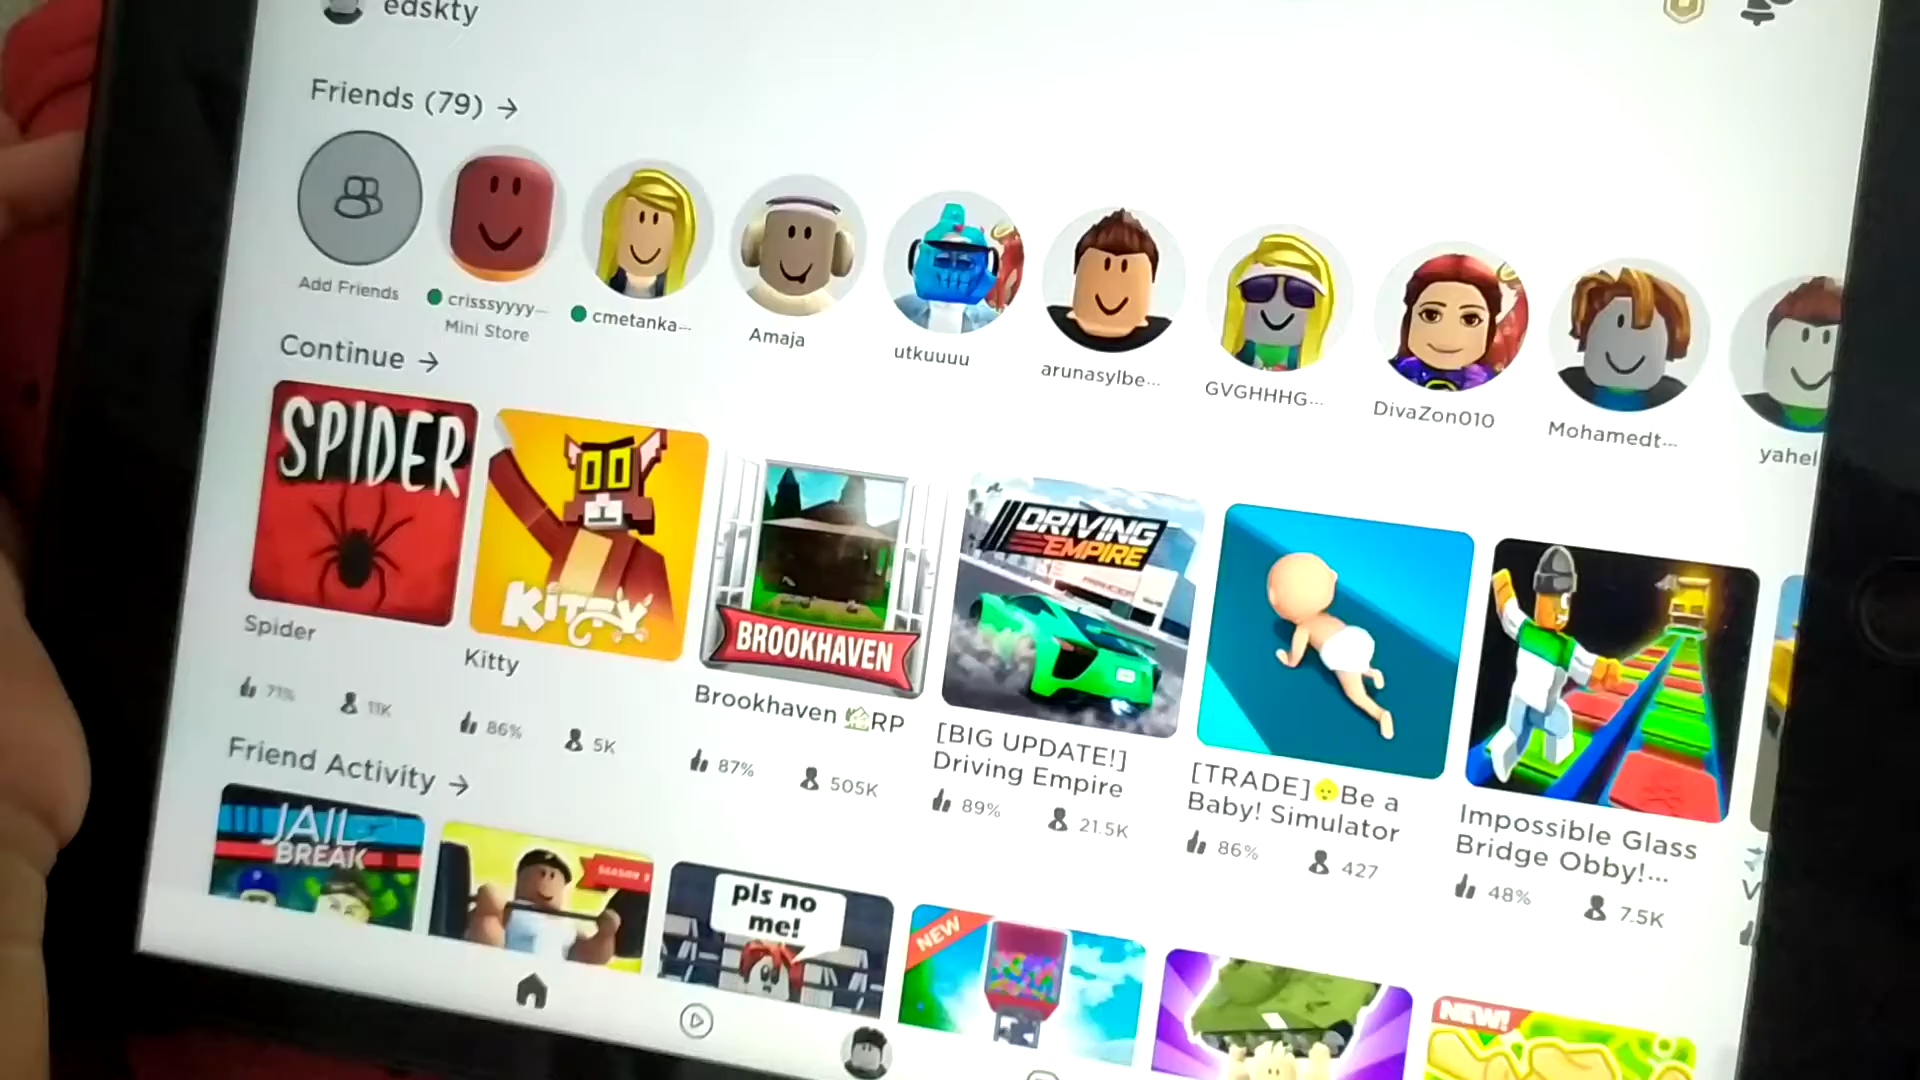 edskty
Friends (79) →
Add Friends
crisssyyyy...
Mini Store
cmetanka...
Amaja
utkuuuu
arunasylbe...
GVGHHHG...
DivaZon010
Mohamedt...
yahel
Continue →
SPIDER
KITTY
BROOKHAVEN
DRIVING
EMPIRE
Spider
71% 11K
Kitty
86% 5K
Brookhaven 🏡RP
87% 505K
[BIG UPDATE!]
Driving Empire
89% 21.5K
[TRADE]👶Be a
Baby! Simulator
86% 427
Impossible Glass
Bridge Obby!...
48% 7.5K
Friend Activity →
JAIL
BREAK
pls no
me!
NEW
NEW!